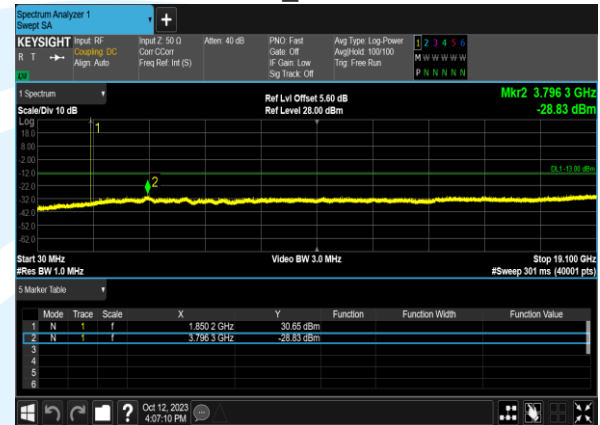 Spectrum Analyzer 1
Swept SA
+
KEYSIGHT
R T
LXI
Input: RF
Coupling: DC
Align: Auto
Input Z: 50 Ω
Corr CCorr
Freq Ref: Int (S)
Atten: 40 dB
PNO: Fast
Gate: Off
IF Gain: Low
Sig Track: Off
Avg Type: Log-Power
Avg|Hold: 100/100
Trig: Free Run
1 2 3 4 5 6
M W W W W W
P N N N N N
1 Spectrum
Scale/Div 10 dB
Ref Lvl Offset 5.60 dB
Ref Level 28.00 dBm
Mkr2 3.796 3 GHz
-28.83 dBm
Log
18.0
8.00
-2.00
-12.0
-22.0
-32.0
-42.0
-52.0
-62.0
1
2
DL1 -13.00 dBm
Start 30 MHz
#Res BW 1.0 MHz
Video BW 3.0 MHz
Stop 19.100 GHz
#Sweep 301 ms (40001 pts)
5 Marker Table
Mode Trace Scale X Y Function Function Width Function Value
1 N 1 f 1.850 2 GHz 30.65 dBm
2 N 1 f 3.796 3 GHz -28.83 dBm
3
4
5
6
?
Oct 12, 2023
4:07:10 PM